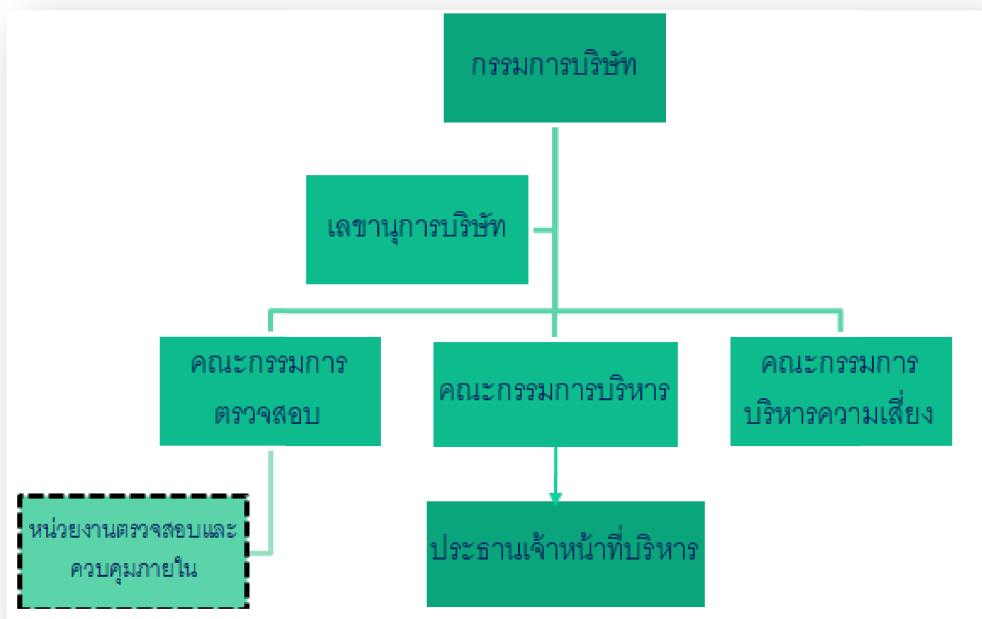 กรรมการบริษัท
เลขานุการบริษัท
คณะกรรมการ
ตรวจสอบ
คณะกรรมการบริหาร
คณะกรรมการ
บริหารความเสี่ยง
หน่วยงานตรวจสอบและ
ควบคุมภายใน
ประธานเจ้าหน้าที่บริหาร